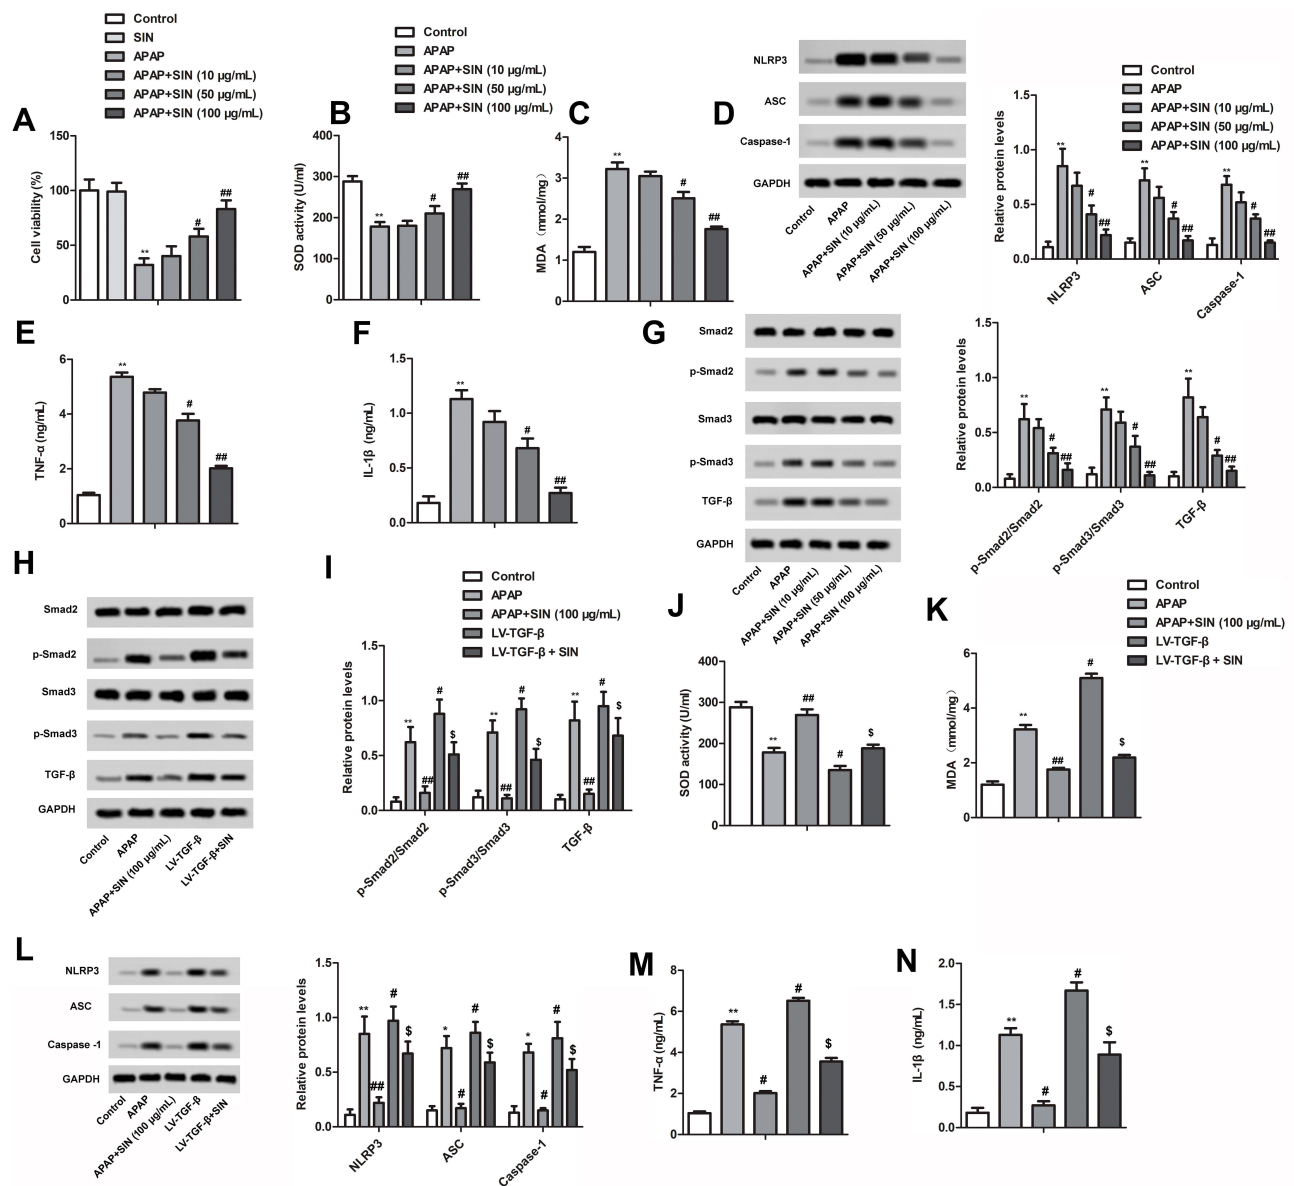 A
Control
SIN
APAP
APAP+SIN (10 μg/mL)
APAP+SIN (50 μg/mL)
APAP+SIN (100 μg/mL)
Cell viability (%)
150
100
50
0
**
#
##
B
Control
APAP
APAP+SIN (10 μg/mL)
APAP+SIN (50 μg/mL)
APAP+SIN (100 μg/mL)
SOD activity (U/ml)
400
300
200
100
0
**
#
##
C
MDA (mmol/mg)
4
3
2
1
0
**
#
##
D
NLRP3
ASC
Caspase-1
GAPDH
Control
APAP
APAP+SIN (10 μg/mL)
APAP+SIN (50 μg/mL)
APAP+SIN (100 μg/mL)
Control
APAP
APAP+SIN (10 μg/mL)
APAP+SIN (50 μg/mL)
APAP+SIN (100 μg/mL)
Relative protein levels
1.5
1.0
0.5
0.0
**
#
##
**
#
##
**
#
##
NLRP3
ASC
Caspase-1
E
TNF-α (ng/mL)
6
4
2
0
**
#
##
F
IL-1β (ng/mL)
1.5
1.0
0.5
0.0
**
#
##
G
Smad2
p-Smad2
Smad3
p-Smad3
TGF-β
GAPDH
Control
APAP
APAP+SIN (10 μg/mL)
APAP+SIN (50 μg/mL)
APAP+SIN (100 μg/mL)
Relative protein levels
1.5
1.0
0.5
0.0
**
#
##
**
#
##
**
#
##
p-Smad2/Smad2
p-Smad3/Smad3
TGF-β
H
Smad2
p-Smad2
Smad3
p-Smad3
TGF-β
GAPDH
Control
APAP
APAP+SIN (100 μg/mL)
LV-TGF-β
LV-TGF-β+SIN
I
Control
APAP
APAP+SIN (100 μg/mL)
LV-TGF-β
LV-TGF-β + SIN
Relative protein levels
1.5
1.0
0.5
0.0
**
##
#
$
**
##
#
$
**
##
#
$
p-Smad2/Smad2
p-Smad3/Smad3
TGF-β
J
SOD activity (U/ml)
400
300
200
100
0
**
##
#
$
K
Control
APAP
APAP+SIN (100 μg/mL)
LV-TGF-β
LV-TGF-β + SIN
MDA (mmol/mg)
6
4
2
0
**
##
#
$
L
NLRP3
ASC
Caspase -1
GAPDH
Control
APAP
APAP+SIN (100 μg/mL)
LV-TGF-β
LV-TGF-β+SIN
Relative protein levels
1.5
1.0
0.5
0.0
**
##
#
$
*
#
#
$
*
#
#
$
NLRP3
ASC
Caspase-1
M
TNF-α (ng/mL)
8
6
4
2
0
**
#
#
$
N
IL-1β (ng/mL)
2.0
1.5
1.0
0.5
0.0
**
#
#
$